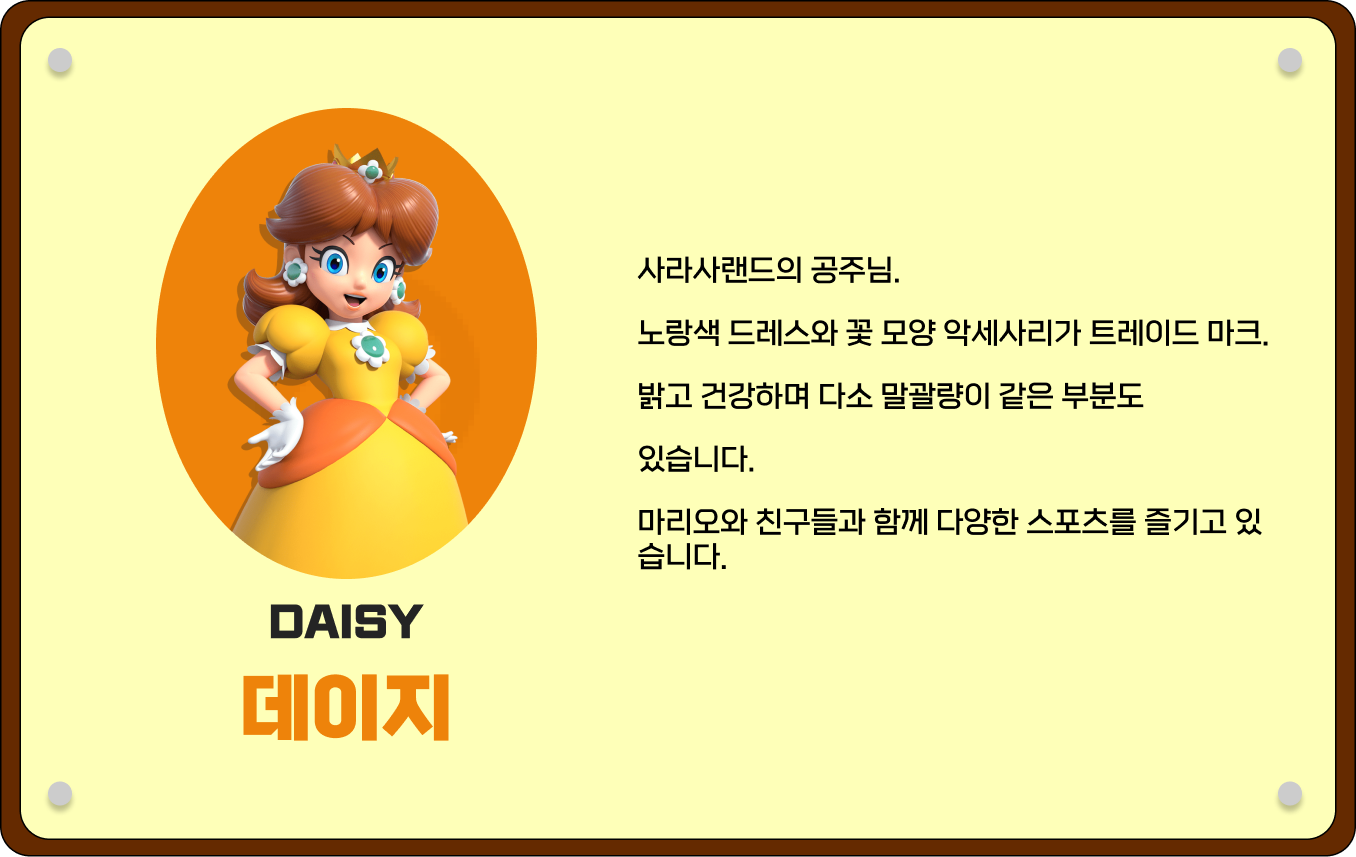 사라사랜드의 공주님.
노랑색 드레스와 꽃 모양 악세사리가 트레이드 마크.
밝고 건강하며 다소 말괄량이 같은 부분도
있습니다.
마리오와 친구들과 함께 다양한 스포츠를 즐기고 있
습니다.
DAISY
데이지